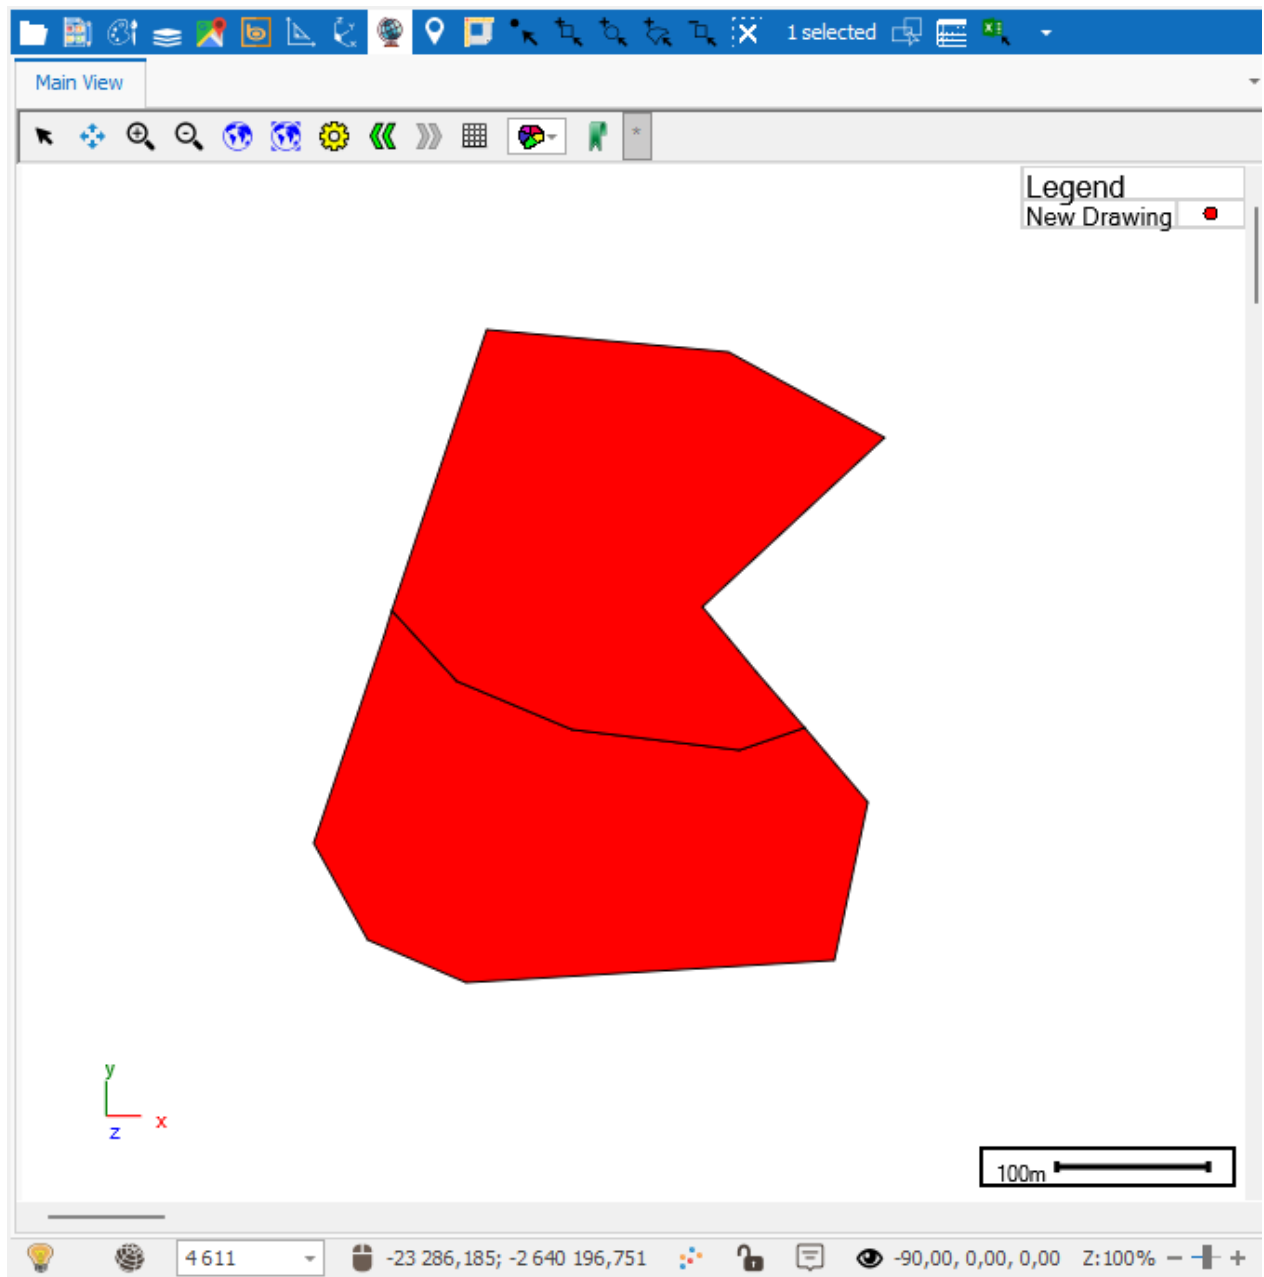 1 selected
Main View
*
Legend
New Drawing
y
x
z
100m
4 611 -23 286,185; -2 640 196,751 -90,00, 0,00, 0,00 Z:100% − +